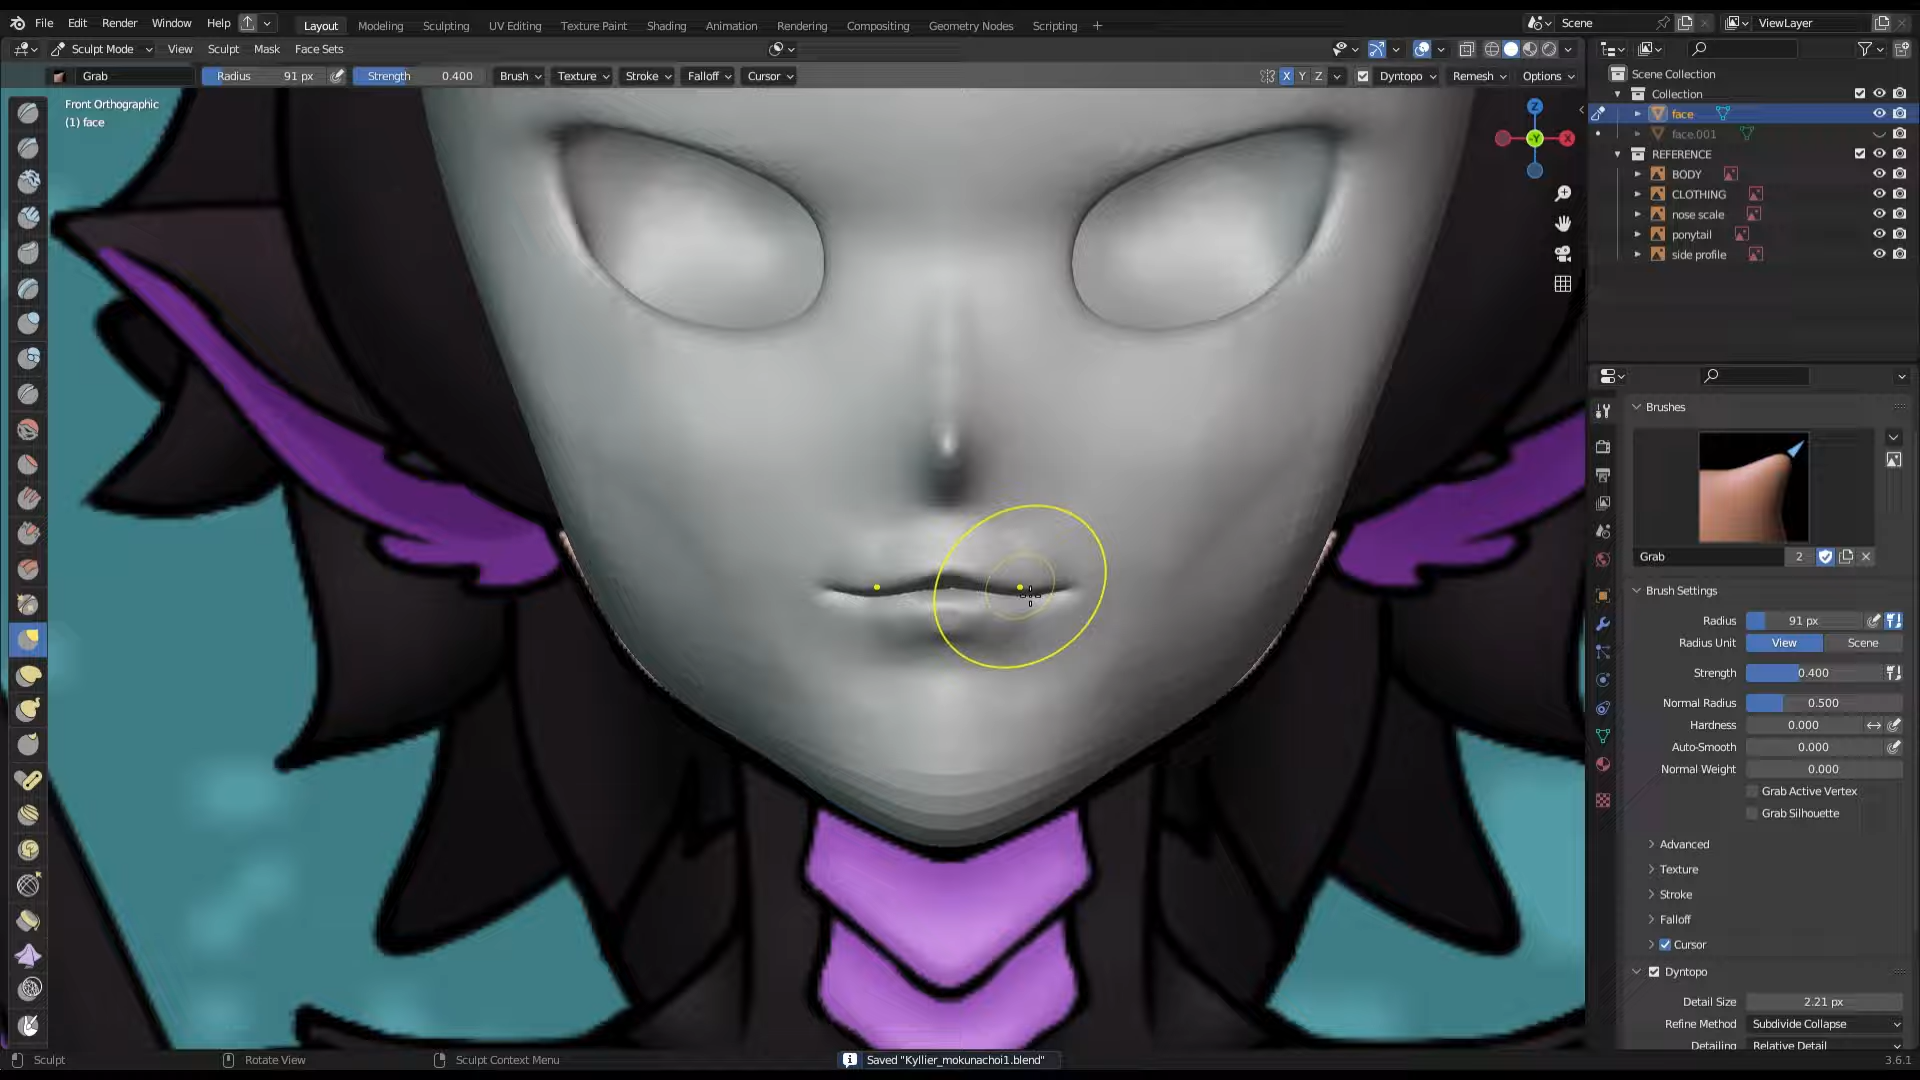 File Edit Render Window Help Layout Modeling Sculpting UV Editing Texture Paint Shading Animation Rendering Compositing Geometry Nodes Scripting + Scene ViewLayer
Sculpt Mode View Sculpt Mask Face Sets
Grab Radius 91 px Strength 0.400 Brush Texture Stroke Falloff Cursor X Y Z Dyntopo Remesh Options
Front Orthographic
(1) face
Z
-Y
X
Scene Collection
Collection
face
face.001
REFERENCE
BODY
CLOTHING
nose scale
ponytail
side profile
Brushes
Grab 2
Brush Settings
Radius 91 px
Radius Unit View Scene
Strength 0.400
Normal Radius 0.500
Hardness 0.000
Auto-Smooth 0.000
Normal Weight 0.000
Grab Active Vertex
Grab Silhouette
Advanced
Texture
Stroke
Falloff
Cursor
Dyntopo
Detail Size 2.21 px
Refine Method Subdivide Collapse
Detailing Relative Detail
Sculpt Rotate View Sculpt Context Menu Saved "Kyllier_mokunachoi1.blend" 3.6.1